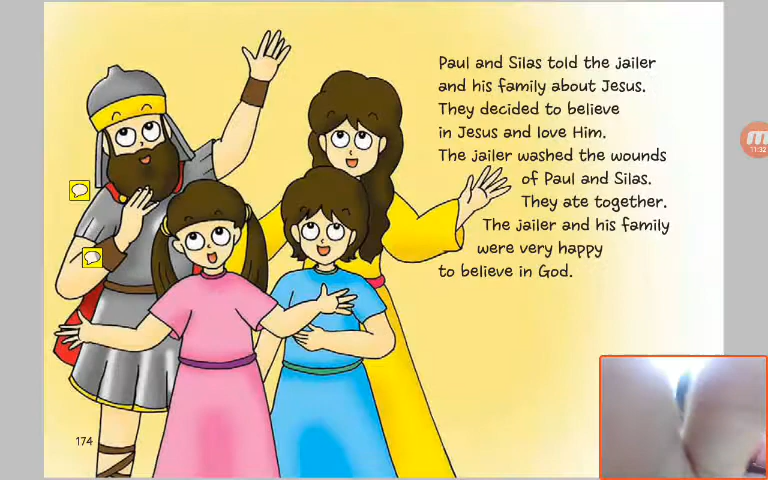 Paul and Silas told the jailer
and his family about Jesus.
They decided to believe
in Jesus and love Him.
The jailer washed the wounds
of Paul and Silas.
They ate together.
The jailer and his family
were very happy
to believe in God.
174
11:32